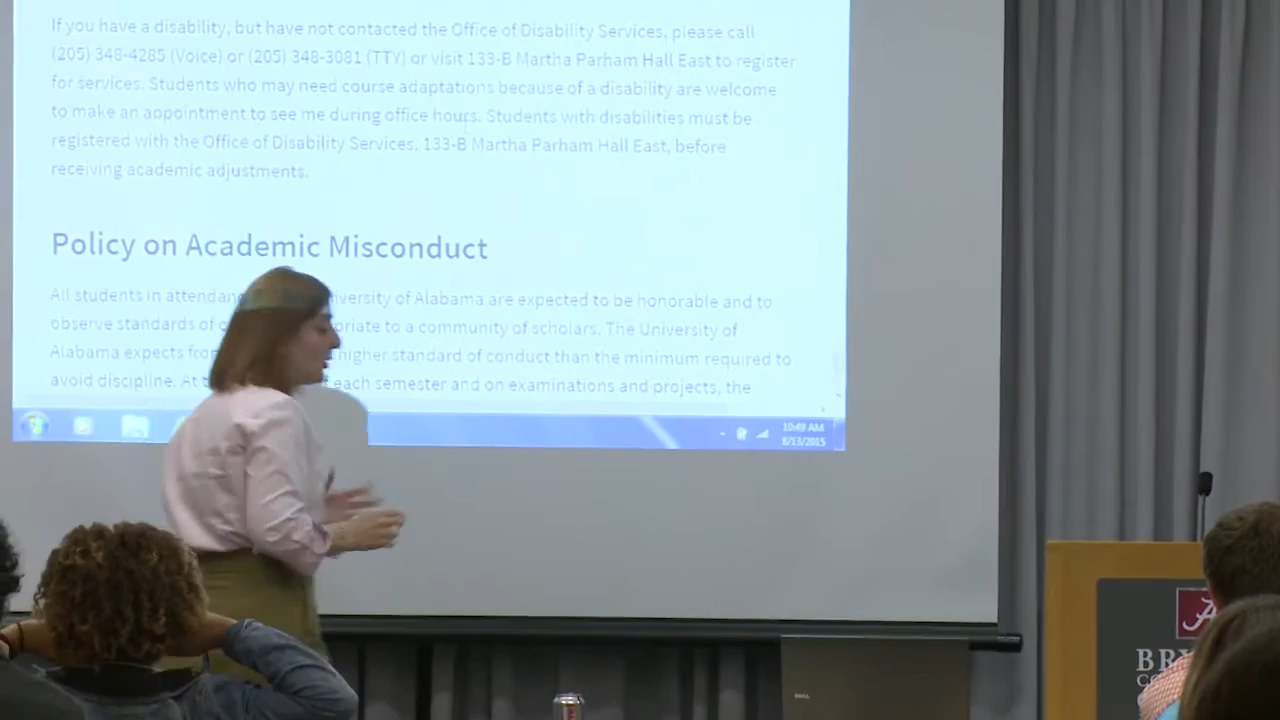 If you have a disability, but have not contacted the Office of Disability Services, please call
(205) 348-4285 (Voice) or (205) 348-3081 (TTY) or visit 133-B Martha Parham Hall East to register
for services. Students who may need course adaptations because of a disability are welcome
to make an appointment to see me during office hours. Students with disabilities must be
registered with the Office of Disability Services, 133-B Martha Parham Hall East, before
receiving academic adjustments.
Policy on Academic Misconduct
All students in attendan iversity of Alabama are expected to be honorable and to
observe standards of c opriate to a community of scholars. The University of
Alabama expects fro higher standard of conduct than the minimum required to
avoid discipline. At t each semester and on examinations and projects, the
10:49 AM
8/13/2015
A
BRY
CO
DELL